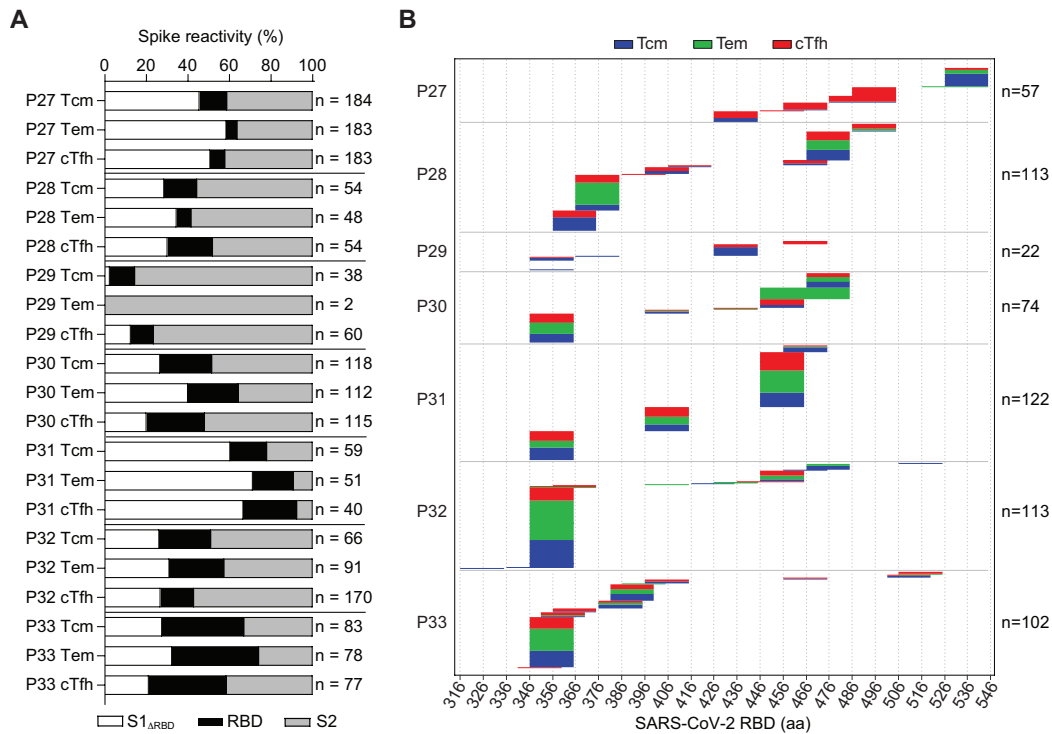 A
Spike reactivity (%)
0 20 40 60 80 100
P27 Tcm n = 184
P27 Tem n = 183
P27 cTfh n = 183
P28 Tcm n = 54
P28 Tem n = 48
P28 cTfh n = 54
P29 Tcm n = 38
P29 Tem n = 2
P29 cTfh n = 60
P30 Tcm n = 118
P30 Tem n = 112
P30 cTfh n = 115
P31 Tcm n = 59
P31 Tem n = 51
P31 cTfh n = 40
P32 Tcm n = 66
P32 Tem n = 91
P32 cTfh n = 170
P33 Tcm n = 83
P33 Tem n = 78
P33 cTfh n = 77
S1ΔRBD RBD S2
B
Tcm Tem cTfh
P27 n=57
P28 n=113
P29 n=22
P30 n=74
P31 n=122
P32 n=113
P33 n=102
316 326 336 346 356 366 376 386 396 406 416 426 436 446 456 466 476 486 496 506 526 536 546
SARS-CoV-2 RBD (aa)